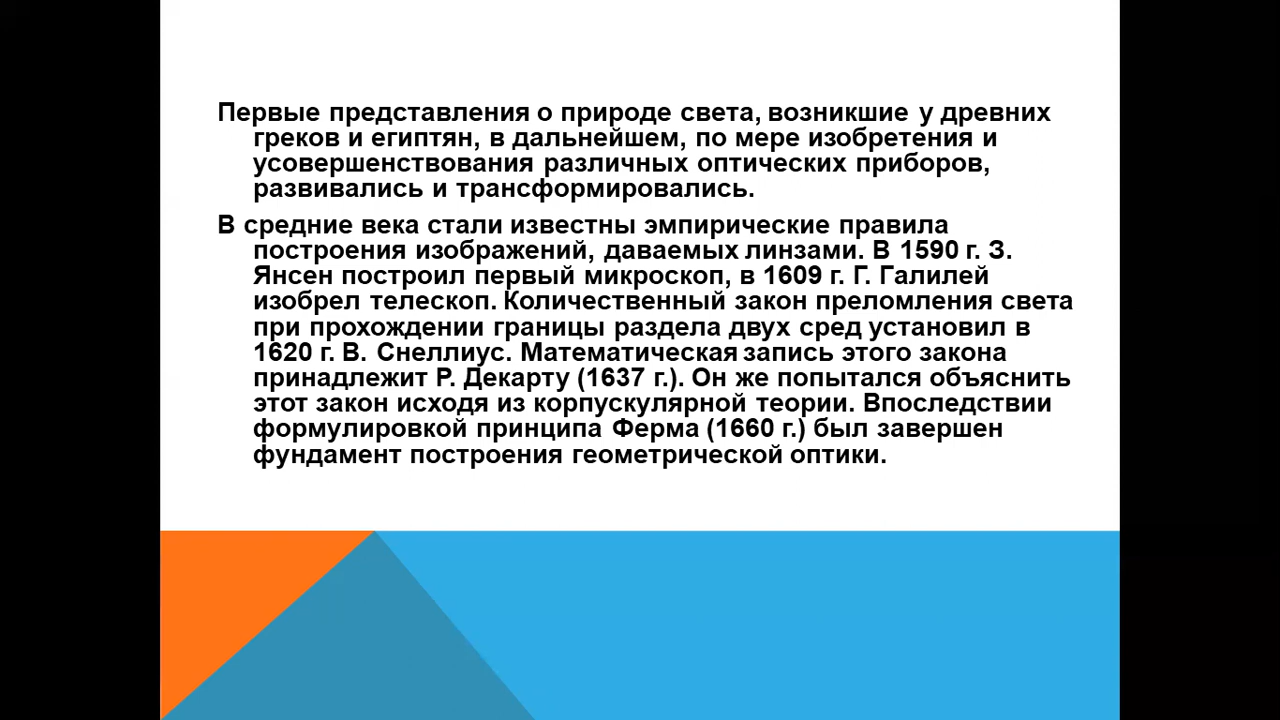 Первые представления о природе света, возникшие у древних
греков и египтян, в дальнейшем, по мере изобретения и
усовершенствования различных оптических приборов,
развивались и трансформировались.
В средние века стали известны эмпирические правила
построения изображений, даваемых линзами. В 1590 г. З.
Янсен построил первый микроскоп, в 1609 г. Г. Галилей
изобрел телескоп. Количественный закон преломления света
при прохождении границы раздела двух сред установил в
1620 г. В. Снеллиус. Математическая запись этого закона
принадлежит Р. Декарту (1637 г.). Он же попытался объяснить
этот закон исходя из корпускулярной теории. Впоследствии
формулировкой принципа Ферма (1660 г.) был завершен
фундамент построения геометрической оптики.